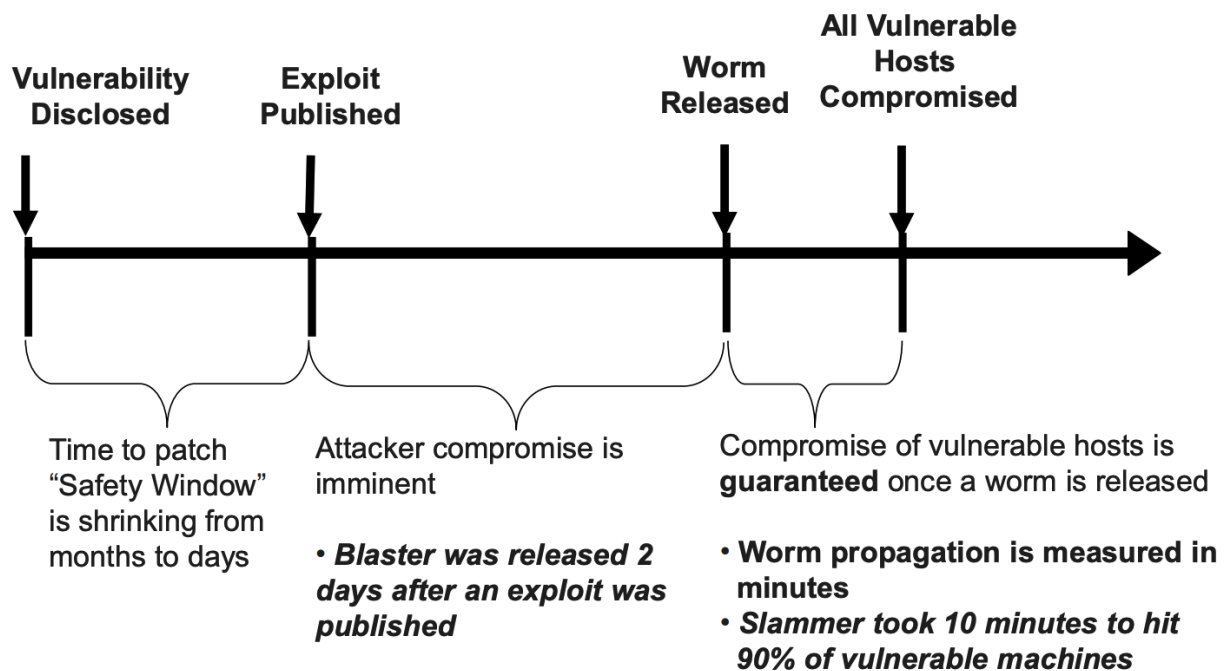 Vulnerability
Disclosed
Exploit
Published
Worm
Released
All Vulnerable
Hosts
Compromised
Time to patch
“Safety Window”
is shrinking from
months to days
Attacker compromise is
imminent
• Blaster was released 2
days after an exploit was
published
Compromise of vulnerable hosts is
guaranteed once a worm is released
• Worm propagation is measured in
minutes
• Slammer took 10 minutes to hit
90% of vulnerable machines